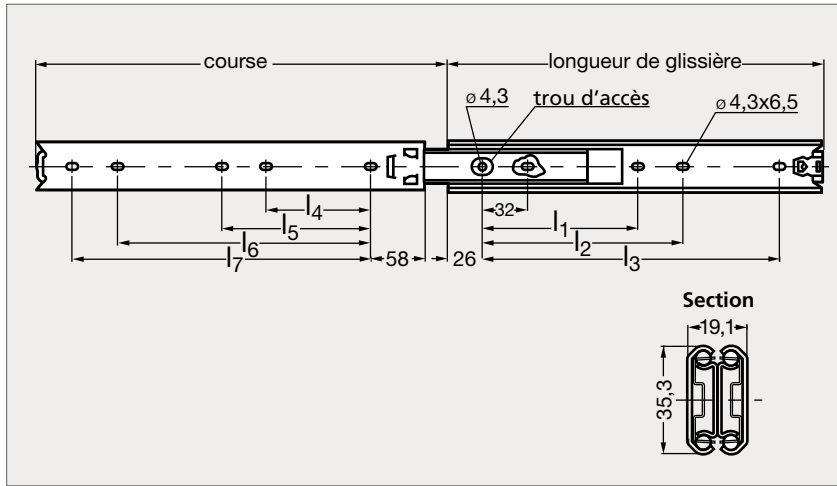 course
longueur de glissière
ø 4,3
trou d'accès
ø 4,3x6,5
32
l4
l1
l5
l2
l6
l3
l7
58
26
Section
19,1
35,3